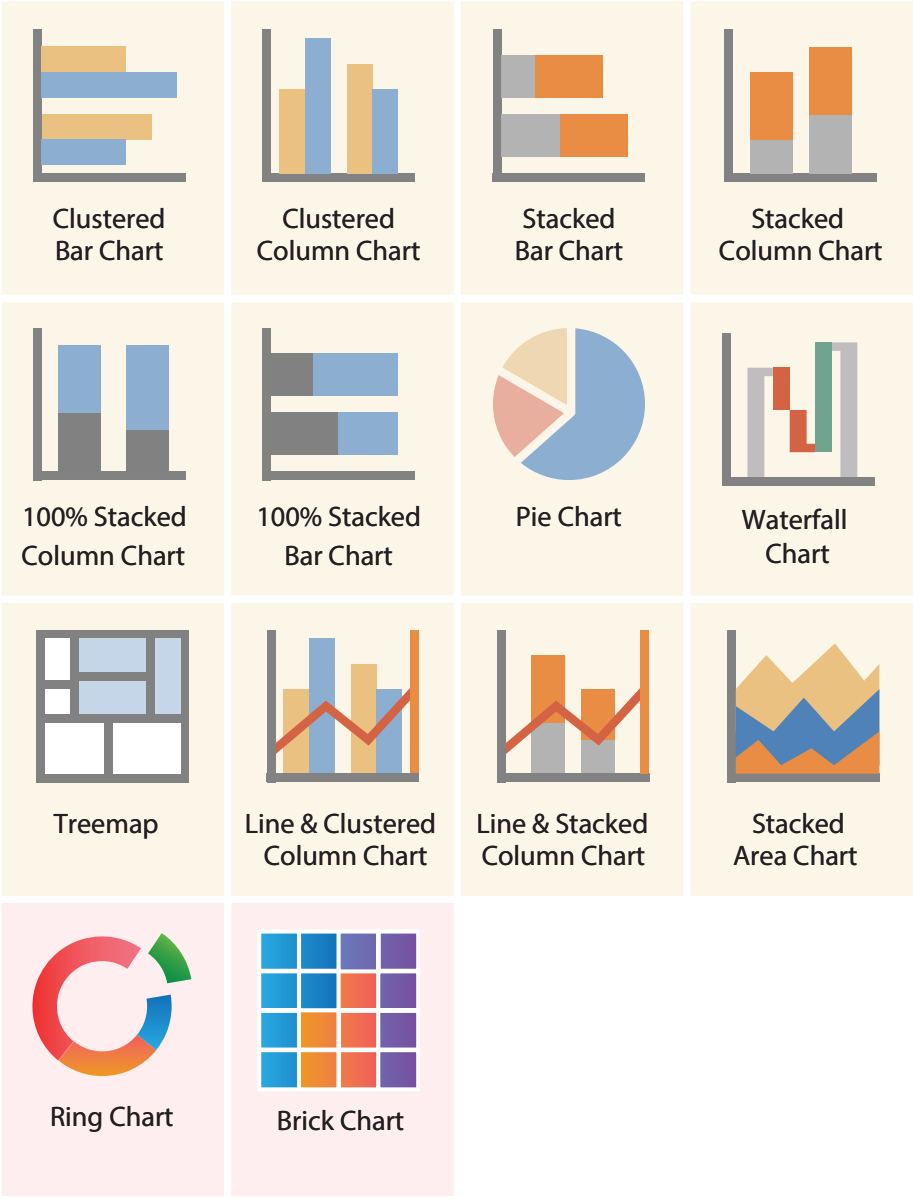 Clustered
Bar Chart
Clustered
Column Chart
Stacked
Bar Chart
Stacked
Column Chart
100% Stacked
Column Chart
100% Stacked
Bar Chart
Pie Chart
Waterfall
Chart
Treemap
Line & Clustered
Column Chart
Line & Stacked
Column Chart
Stacked
Area Chart
Ring Chart
Brick Chart